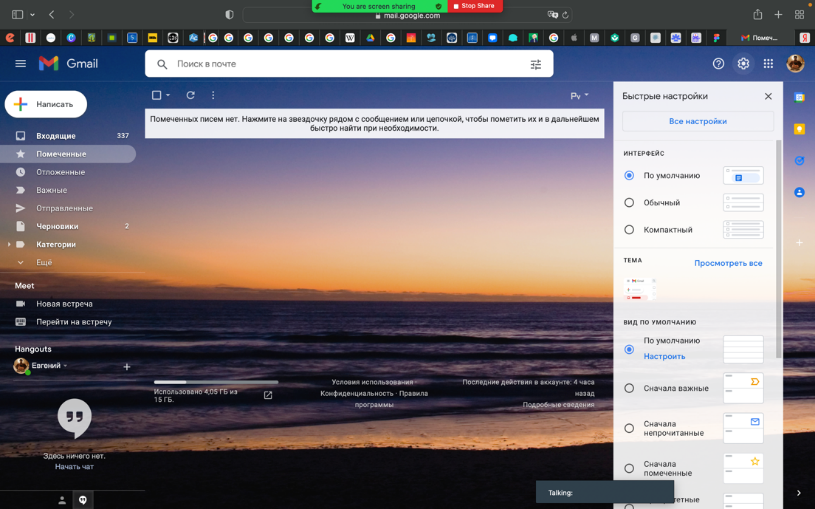 You are screen sharing
Stop Share
mail.google.com
Помеч...
Gmail
Поиск в почте
Написать
Входящие 337
Помеченные
Отложенные
Важные
Отправленные
Черновики 2
Категории
Ещё
Meet
Новая встреча
Перейти на встречу
Hangouts
Евгений
Здесь ничего нет.
Начать чат
Ру
Помеченных писем нет. Нажмите на звездочку рядом с сообщением или цепочкой, чтобы пометить их и в дальнейшем
быстро найти при необходимости.
Использовано 4,05 ГБ из
15 ГБ.
Условия использования ·
Конфиденциальность · Правила
программы
Последние действия в аккаунте: 4 часа
назад
Подробные сведения
Быстрые настройки
Все настройки
ИНТЕРФЕЙС
По умолчанию
Обычный
Компактный
ТЕМА
Просмотреть все
ВИД ПО УМОЛЧАНИЮ
По умолчанию
Настроить
Сначала важные
Сначала
непрочитанные
Сначала
помеченные
Talking: